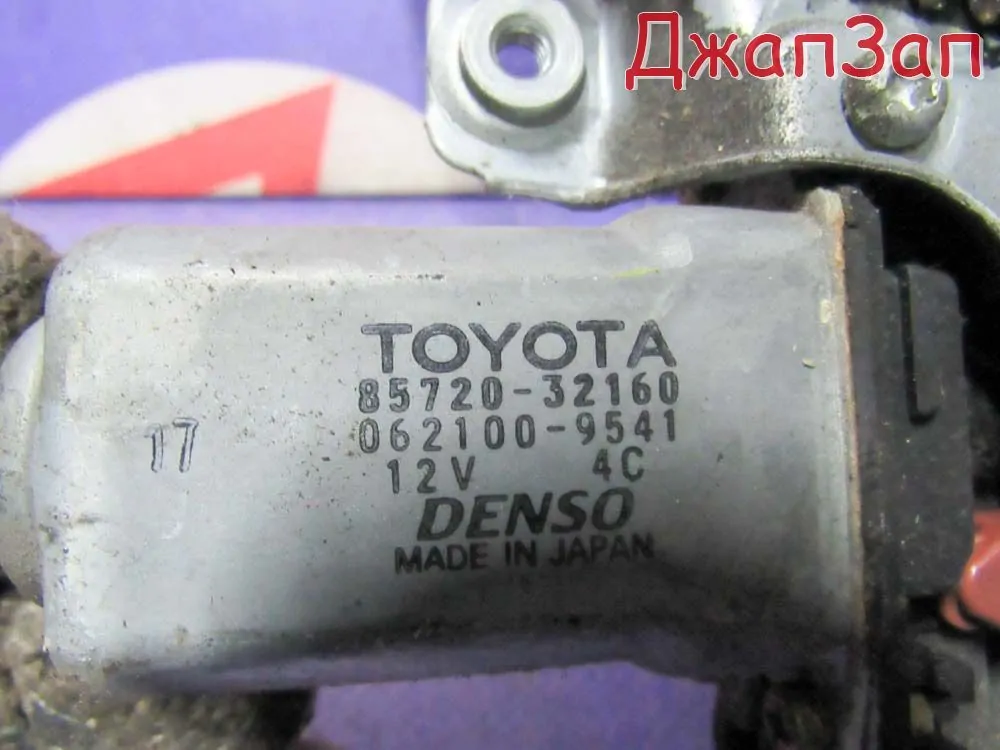 ДжапЗап
TOYOTA
85720-32160
062100-9541
17
12V 4C
DENSO
MADE IN JAPAN